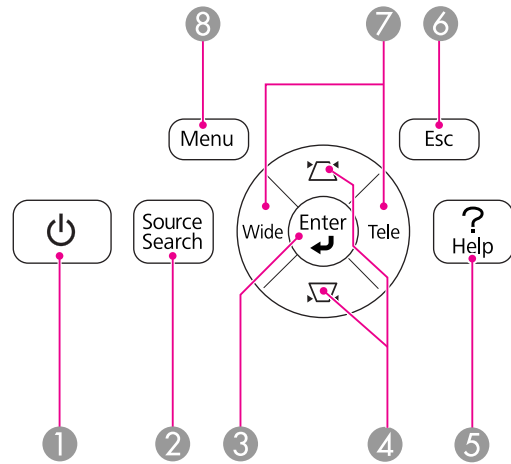 8 7 6
Menu
Esc
Source
Search
Wide
Enter
Tele
?
Help
1 2 3 4 5